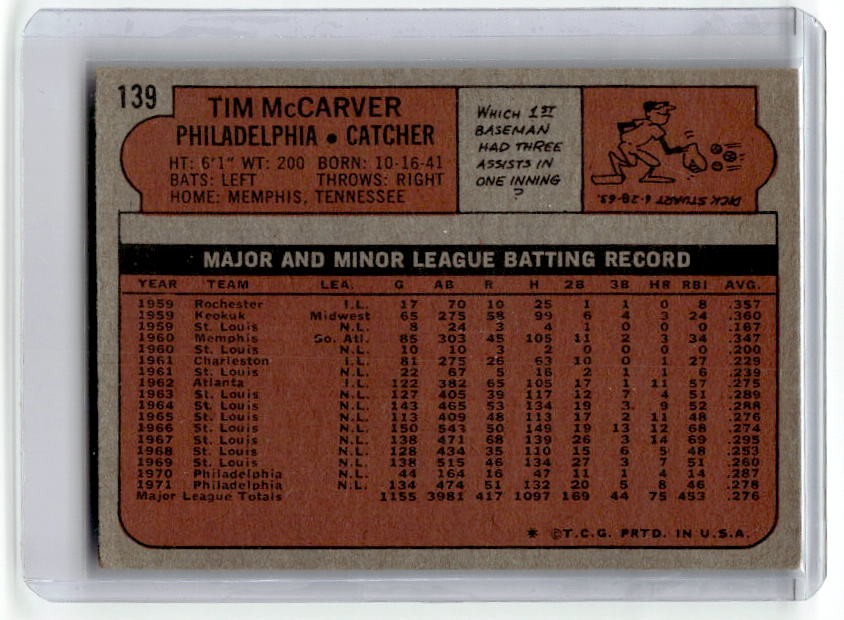 139
TIM McCARVER
PHILADELPHIA • CATCHER
HT: 6'1" WT: 200 BORN: 10-16-41
BATS: LEFT THROWS: RIGHT
HOME: MEMPHIS, TENNESSEE
WHICH 1ST
BASEMAN
HAD THREE
ASSISTS IN
ONE INNING
?
DICK STUART 6-28-63.
MAJOR AND MINOR LEAGUE BATTING RECORD
YEAR TEAM LEA. G AB R H 2B 3B HR RBI AVG.
1959 Rochester I.L. 17 70 10 25 1 1 0 8 .357
1959 Keokuk Midwest 65 275 58 99 6 4 3 24 .360
1959 St. Louis N.L. 8 24 3 4 1 0 0 0 .167
1960 Memphis So. Atl. 85 303 45 105 11 2 3 34 .347
1960 St. Louis N.L. 10 10 3 2 0 0 0 0 .200
1961 Charleston I.L. 81 275 26 63 10 0 1 27 .229
1961 St. Louis N.L. 22 67 5 16 2 1 1 6 .239
1962 Atlanta I.L. 122 382 65 105 17 1 11 57 .275
1963 St. Louis N.L. 127 405 39 117 12 7 4 51 .289
1964 St. Louis N.L. 143 465 53 134 19 3 9 52 .288
1965 St. Louis N.L. 113 409 48 113 17 2 11 48 .276
1966 St. Louis N.L. 150 543 50 149 19 13 12 68 .274
1967 St. Louis N.L. 138 471 68 139 26 3 14 69 .295
1968 St. Louis N.L. 128 434 35 110 15 6 5 48 .253
1969 St. Louis N.L. 138 515 46 134 27 3 7 51 .260
1970 Philadelphia N.L. 44 164 16 47 11 1 4 14 .287
1971 Philadelphia N.L. 134 474 51 132 20 5 8 46 .278
Major League Totals 1155 3981 417 1097 169 44 75 453 .276
* ©T.C.G. PRTD. IN U.S.A.